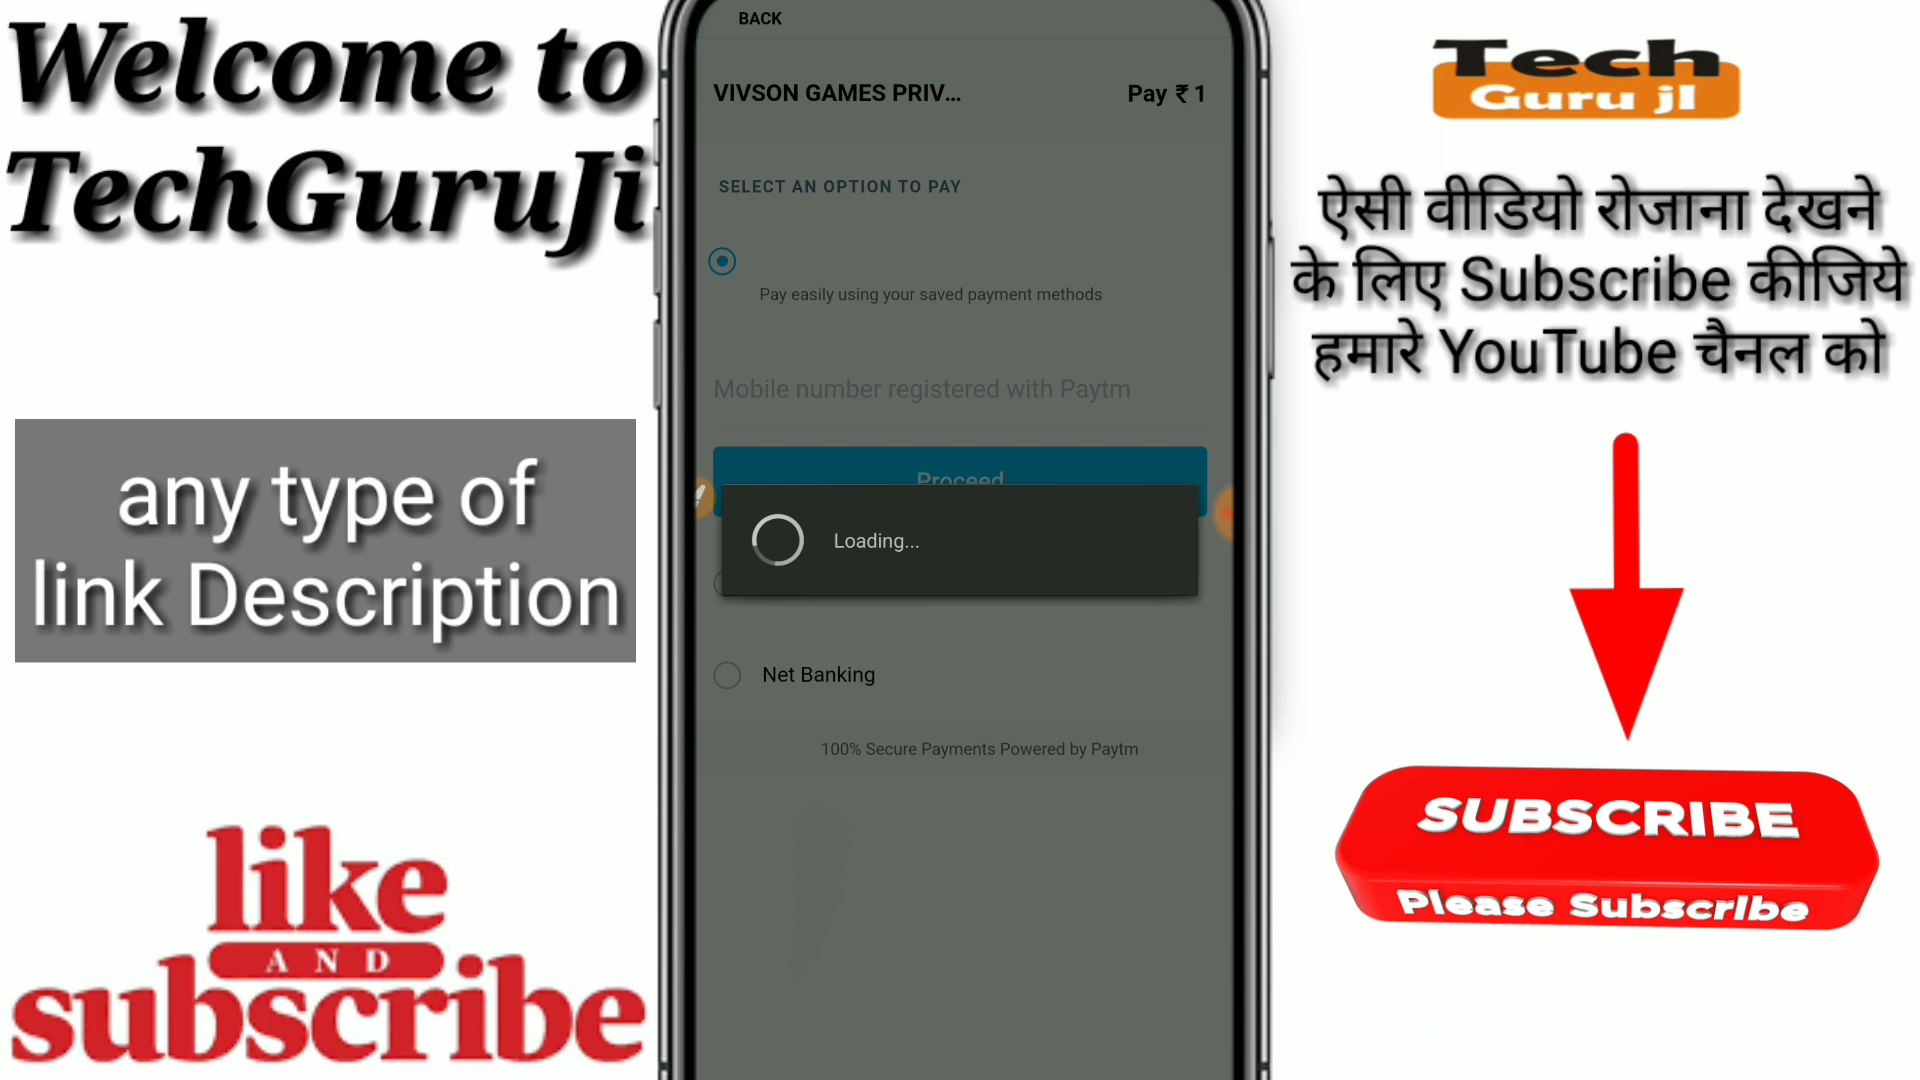 Welcome to
TechGuruJi
any type of
link Description
like
AND
subscribe
BACK
VIVSON GAMES PRIV...
Pay ₹ 1
SELECT AN OPTION TO PAY
Pay easily using your saved payment methods
Mobile number registered with Paytm
Proceed
Loading...
Net Banking
100% Secure Payments Powered by Paytm
Tech
Guru jI
ऐसी वीडियो रोजाना देखने
के लिए Subscribe कीजिये
हमारे YouTube चैनल को
SUBSCRIBE
Please Subscribe